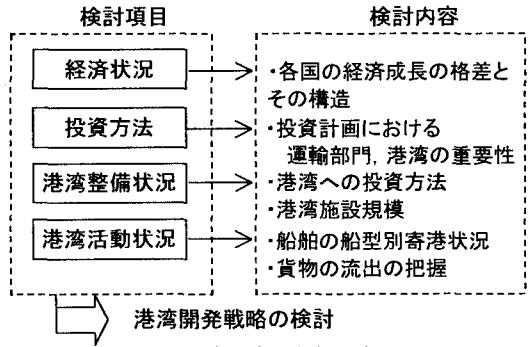 検討項目
検討内容
経済状況
投資方法
港湾整備状況
港湾活動状況
・各国の経済成長の格差と
その構造
・投資計画における
運輸部門,港湾の重要性
・港湾への投資方法
・港湾施設規模
・船舶の船型別寄港状況
・貨物の流出の把握
港湾開発戦略の検討